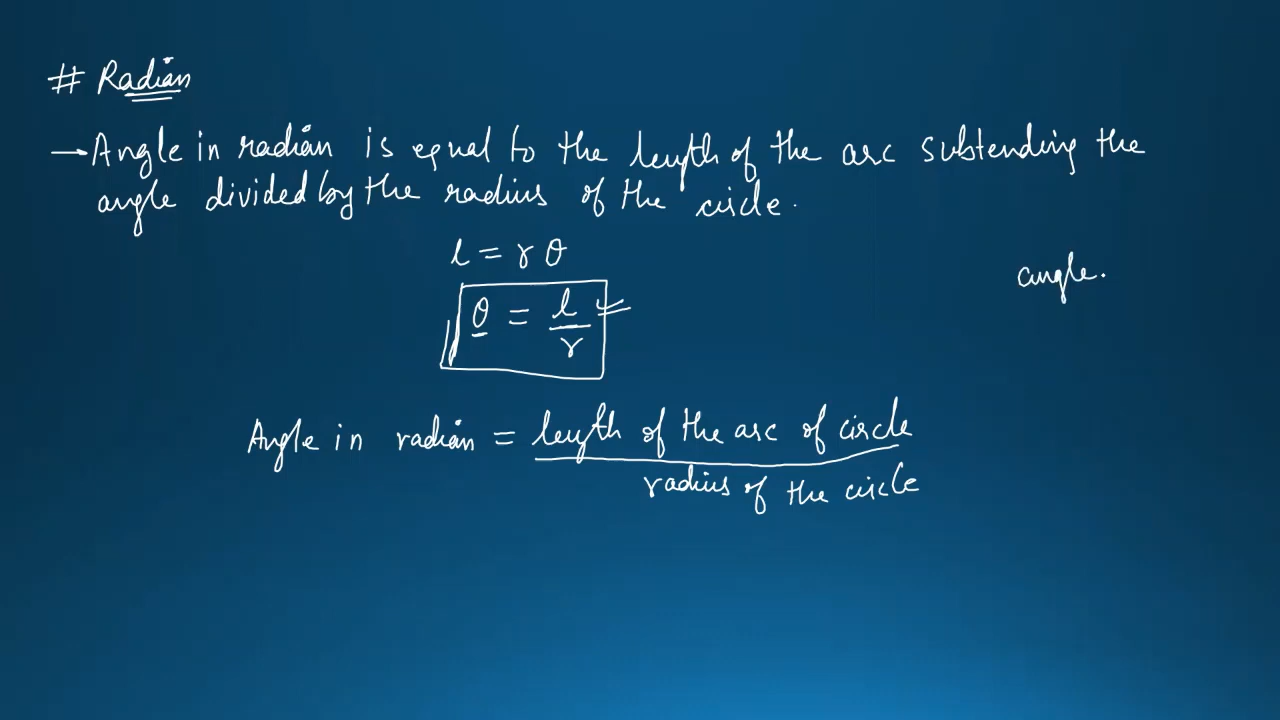 # Radian
→ Angle in radian is equal to the length of the arc subtending the
angle divided by the radius of the circle.
l = r θ
angle.
θ = l/r
Angle in radian = length of the arc of circle
radius of the circle